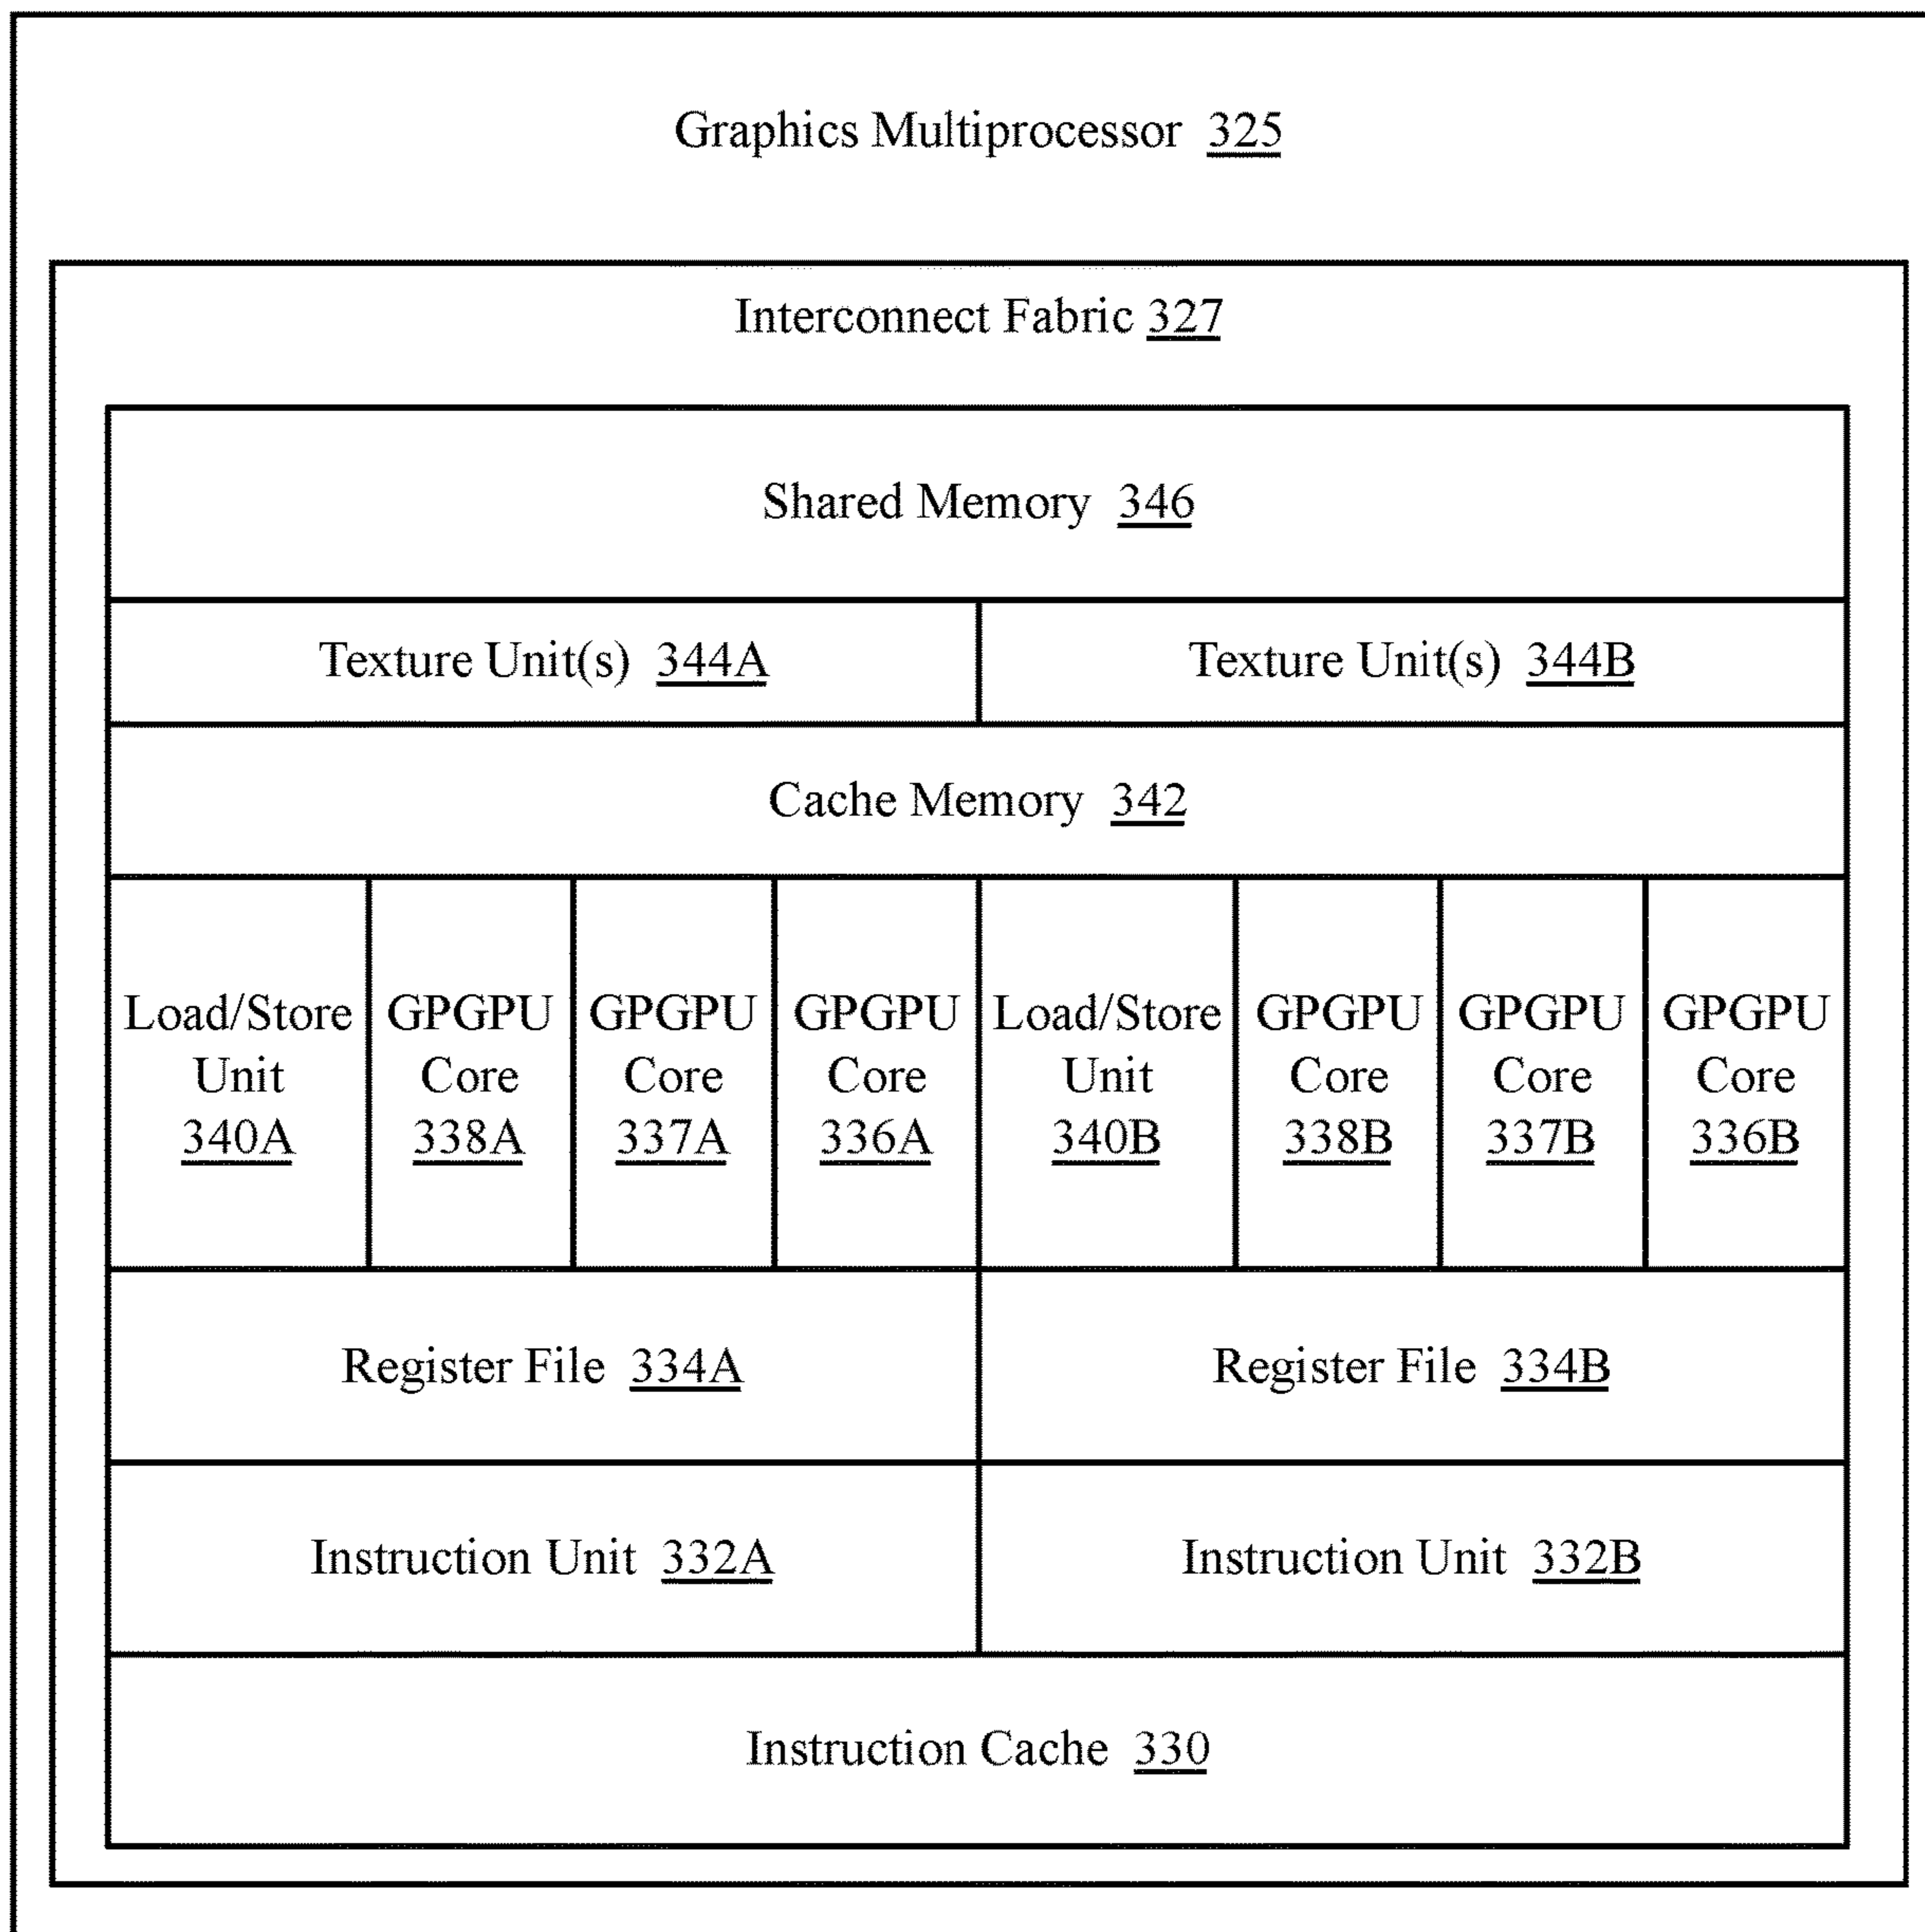 Graphics Multiprocessor 325
Interconnect Fabric 327
Shared Memory 346
Texture Unit(s) 344A
Texture Unit(s) 344B
Cache Memory 342
Load/Store
Unit
340A
GPGPU
Core
338A
GPGPU
Core
337A
GPGPU
Core
336A
Load/Store
Unit
340B
GPGPU
Core
338B
GPGPU
Core
337B
GPGPU
Core
336B
Register File 334A
Register File 334B
Instruction Unit 332A
Instruction Unit 332B
Instruction Cache 330